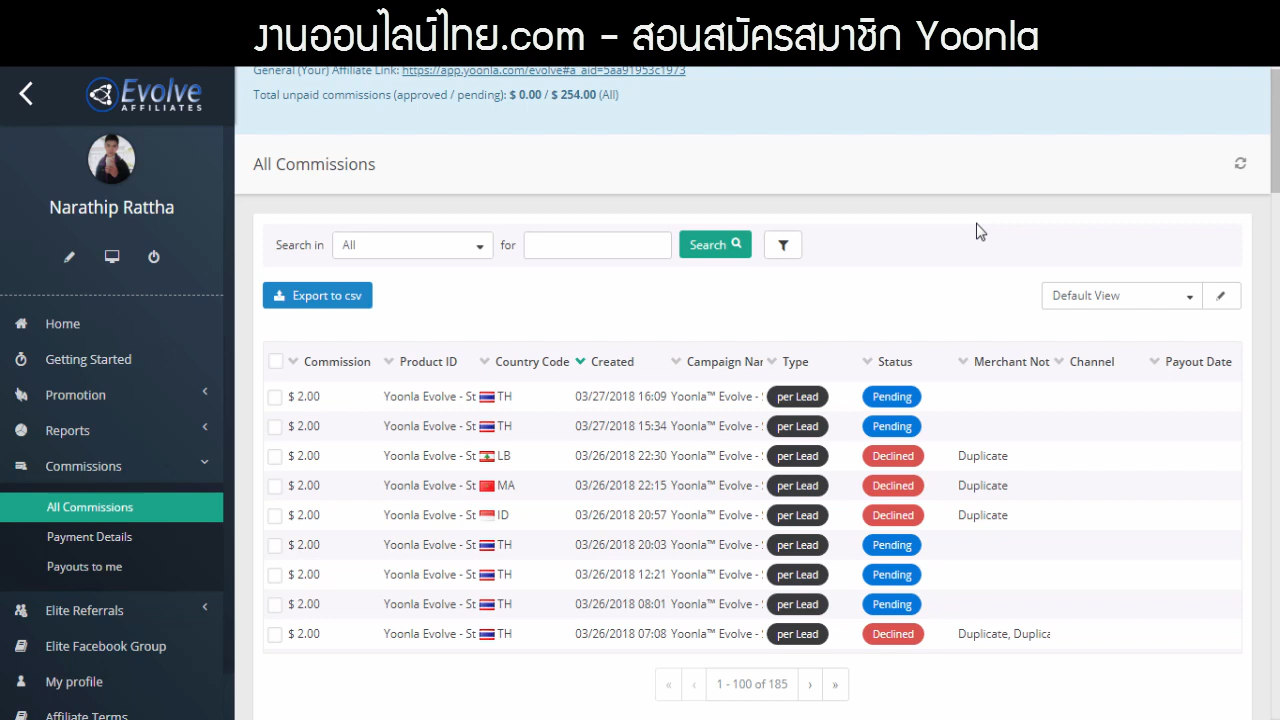 งานออนไลน์ไทย.com - สอนสมัครสมาชิก Yoonla
General (Your) Affiliate Link: https://app.yoonla.com/evolve#a_aid=5aa91953c1973
Total unpaid commissions (approved / pending): $ 0.00 / $ 254.00 (All)
Evolve
AFFILIATES
Narathip Rattha
Home
Getting Started
Promotion
Reports
Commissions
All Commissions
Payment Details
Payouts to me
Elite Referrals
Elite Facebook Group
My profile
Affiliate Terms
All Commissions
Search in All for Search
Export to csv Default View
Commission Product ID Country Code Created Campaign Nar Type Status Merchant Not Channel Payout Date
$ 2.00 Yoonla Evolve - St TH 03/27/2018 16:09 Yoonla™ Evolve - S per Lead Pending
$ 2.00 Yoonla Evolve - St TH 03/27/2018 15:34 Yoonla™ Evolve - S per Lead Pending
$ 2.00 Yoonla Evolve - St LB 03/26/2018 22:30 Yoonla™ Evolve - S per Lead Declined Duplicate
$ 2.00 Yoonla Evolve - St MA 03/26/2018 22:15 Yoonla™ Evolve - S per Lead Declined Duplicate
$ 2.00 Yoonla Evolve - St ID 03/26/2018 20:57 Yoonla™ Evolve - S per Lead Declined Duplicate
$ 2.00 Yoonla Evolve - St TH 03/26/2018 20:03 Yoonla™ Evolve - S per Lead Pending
$ 2.00 Yoonla Evolve - St TH 03/26/2018 12:21 Yoonla™ Evolve - S per Lead Pending
$ 2.00 Yoonla Evolve - St TH 03/26/2018 08:01 Yoonla™ Evolve - S per Lead Pending
$ 2.00 Yoonla Evolve - St TH 03/26/2018 07:08 Yoonla™ Evolve - S per Lead Declined Duplicate, Duplica
« ‹ 1 - 100 of 185 › »